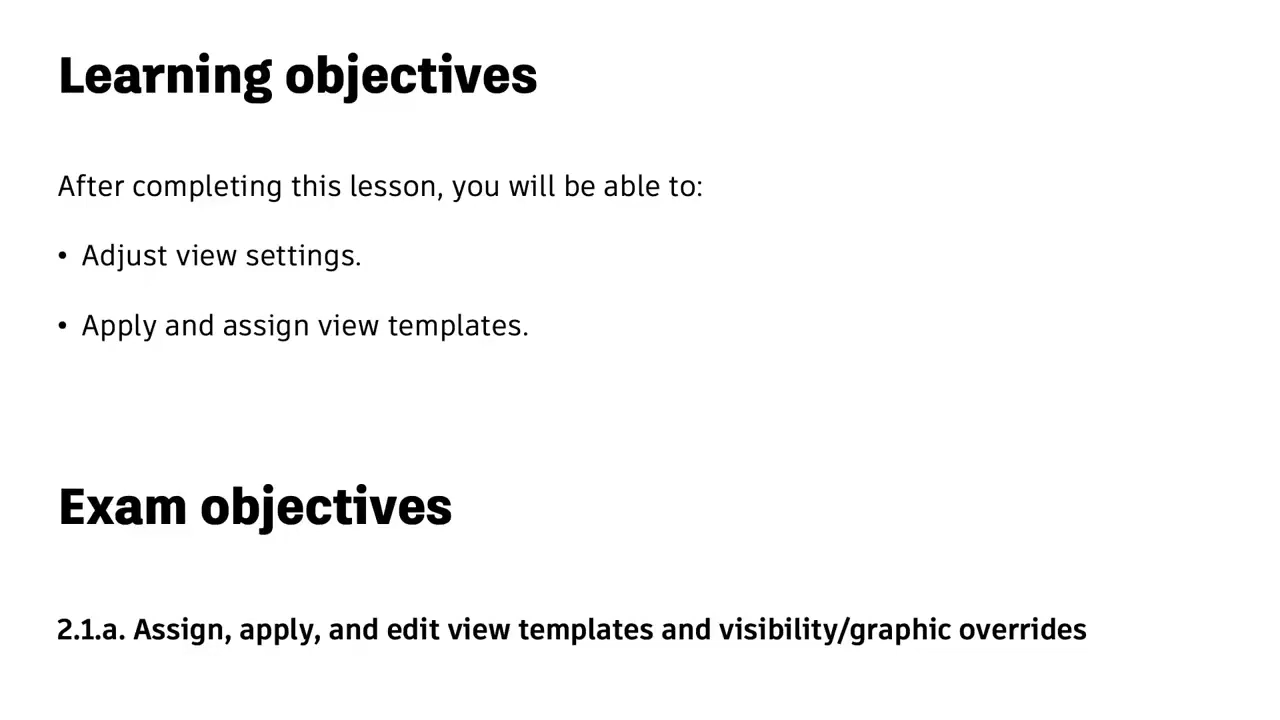 Learning objectives
After completing this lesson, you will be able to:
• Adjust view settings.
• Apply and assign view templates.
Exam objectives
2.1.a. Assign, apply, and edit view templates and visibility/graphic overrides